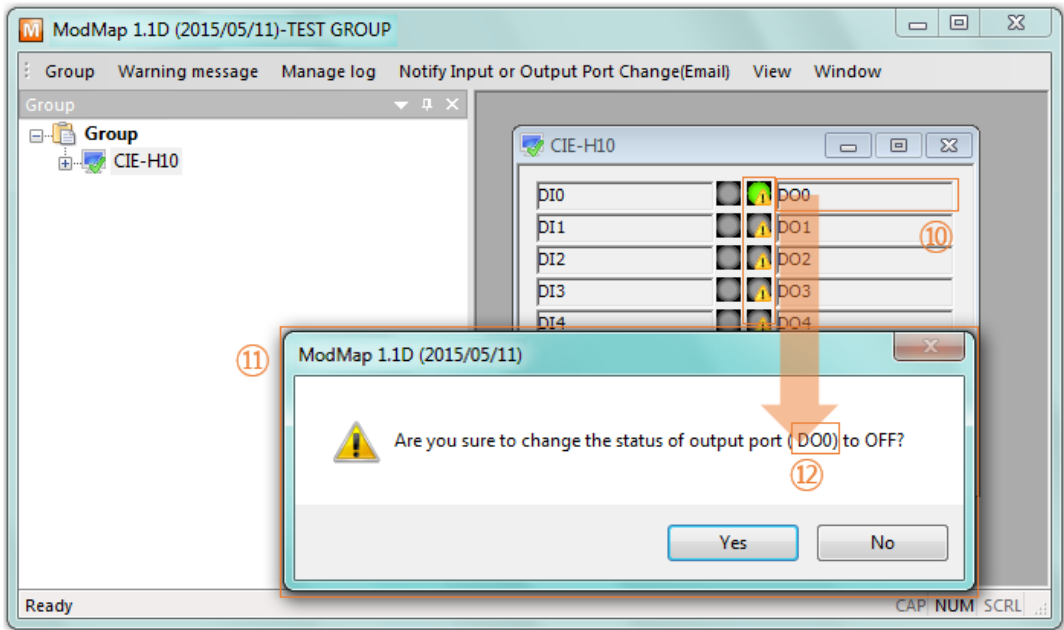 ModMap 1.1D (2015/05/11)-TEST GROUP
Group Warning message Manage log Notify Input or Output Port Change(Email) View Window
Group
Group
CIE-H10
CIE-H10
DI0 DO0
DI1 DO1
DI2 DO2
DI3 DO3
DI4 DO4
⑩
⑪
ModMap 1.1D (2015/05/11)
Are you sure to change the status of output port ( DO0) to OFF?
⑫
Yes No
Ready CAP NUM SCRL